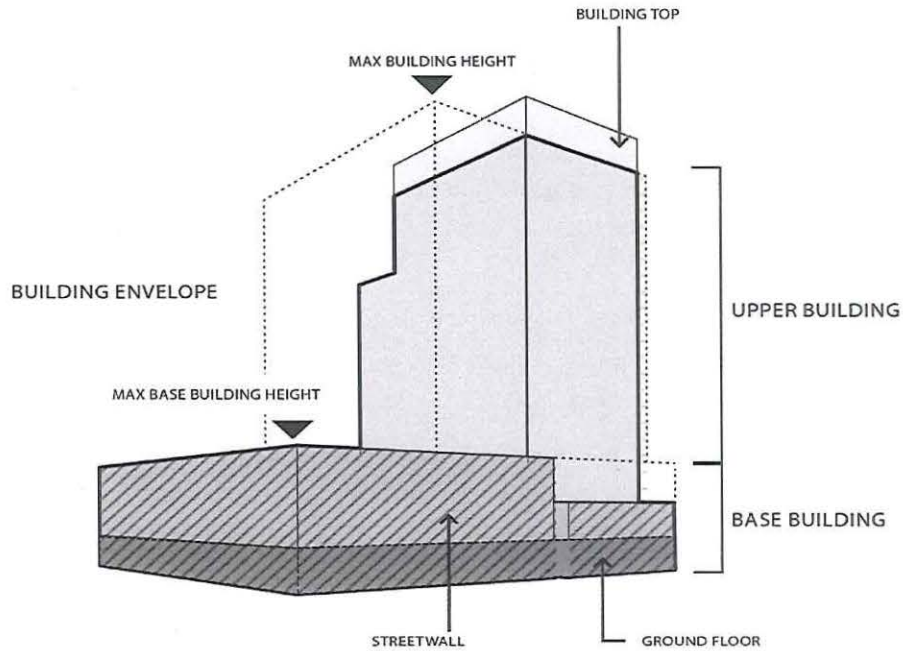 BUILDING TOP
MAX BUILDING HEIGHT
BUILDING ENVELOPE
UPPER BUILDING
MAX BASE BUILDING HEIGHT
BASE BUILDING
STREETWALL
GROUND FLOOR